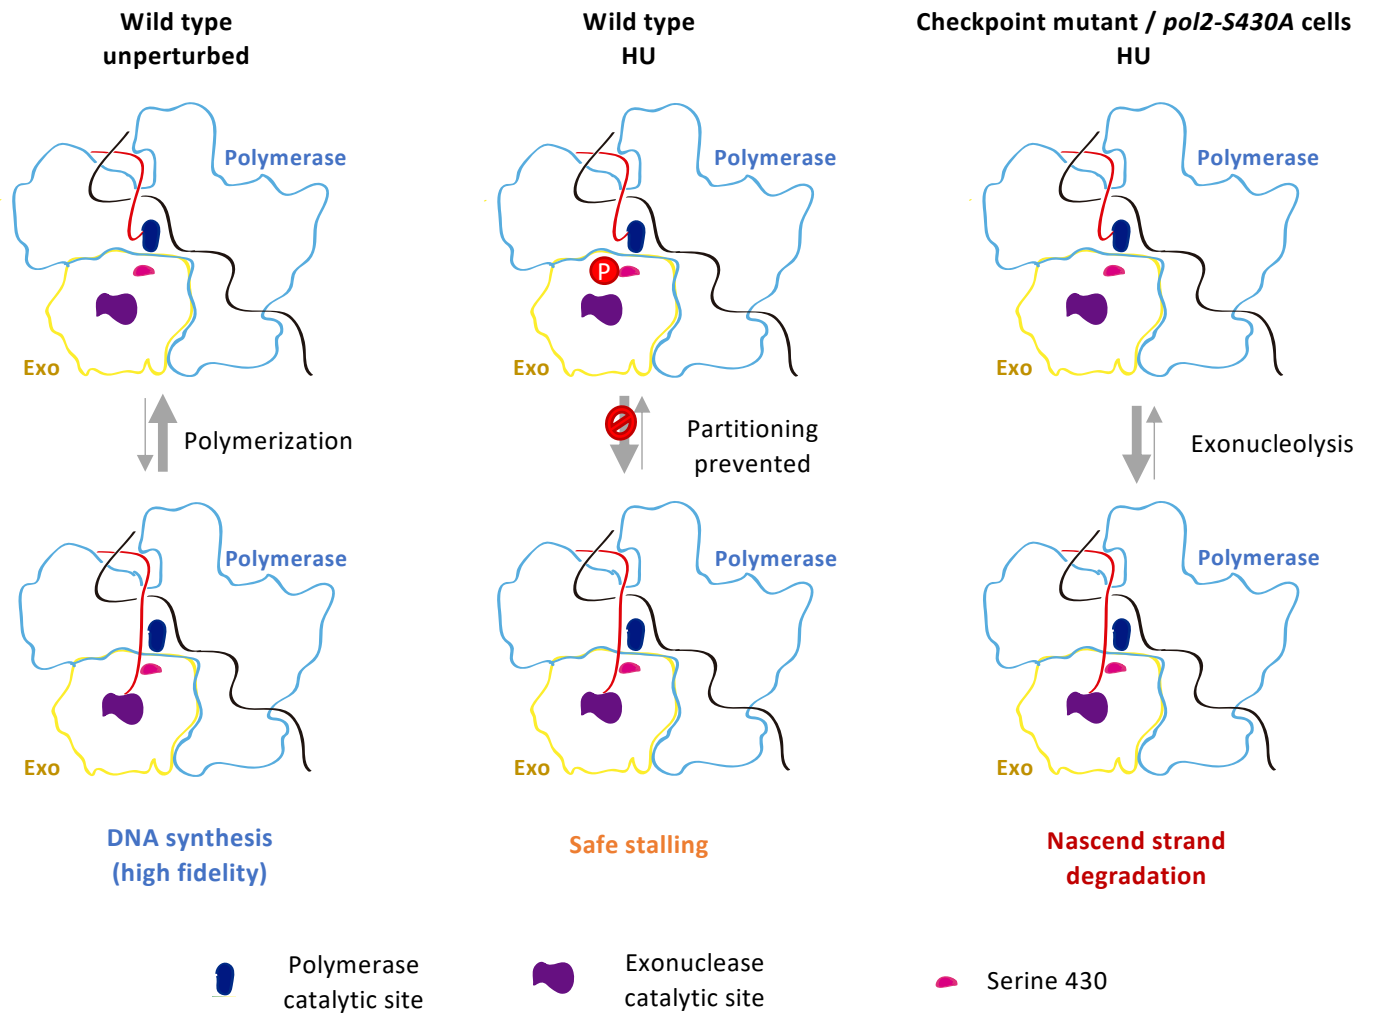 Wild type
unperturbed
Wild type
HU
Checkpoint mutant / pol2-S430A cells
HU
Polymerase
Exo
Polymerase
P
Exo
Polymerase
Exo
Polymerization
Partitioning
prevented
Exonucleolysis
Polymerase
Exo
Polymerase
Exo
Polymerase
Exo
DNA synthesis
(high fidelity)
Safe stalling
Nascend strand
degradation
Polymerase
catalytic site
Exonuclease
catalytic site
Serine 430